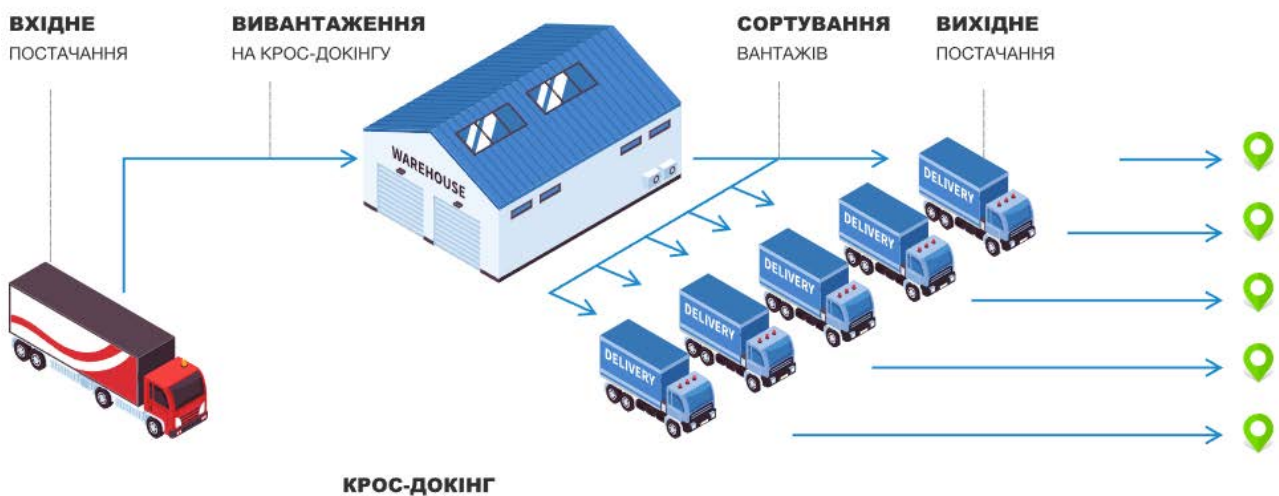 ВХІДНЕ
ПОСТАЧАННЯ
ВИВАНТАЖЕННЯ
НА КРОС-ДОКІНГУ
СОРТУВАННЯ
ВАНТАЖІВ
ВИХІДНЕ
ПОСТАЧАННЯ
WAREHOUSE
DELIVERY
DELIVERY
DELIVERY
DELIVERY
DELIVERY
КРОС-ДОКІНГ